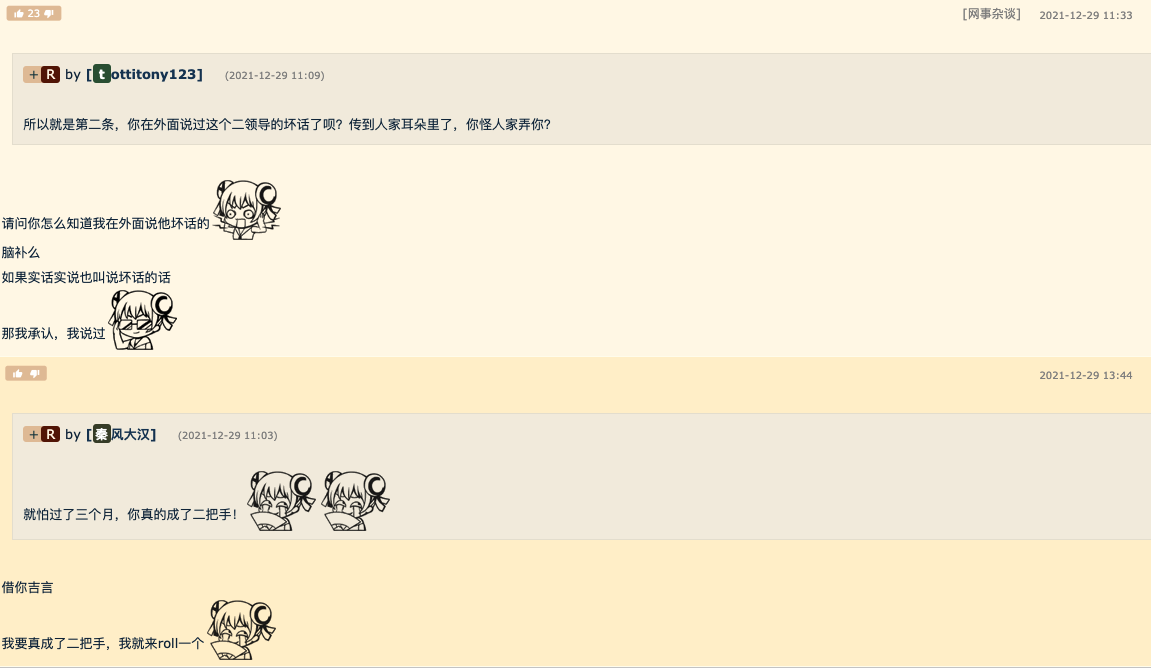 23
[网事杂谈] 2021-12-29 11:33
+ R by [tottitony123] (2021-12-29 11:09)
所以就是第二条，你在外面说过这个二领导的坏话了呗？传到人家耳朵里了，你怪人家弄你？
请问你怎么知道我在外面说他坏话的
脑补么
如果实话实说也叫说坏话的话
那我承认，我说过
2021-12-29 13:44
+ R by [秦风大汉] (2021-12-29 11:03)
就怕过了三个月，你真的成了二把手！
借你吉言
我要真成了二把手，我就来roll一个